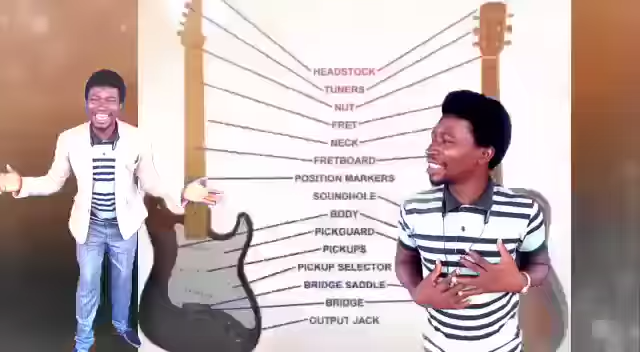 HEADSTOCK
TUNERS
NUT
FRET
NECK
FRETBOARD
POSITION MARKERS
SOUNDHOLE
BODY
PICKGUARD
PICKUPS
PICKUP SELECTOR
BRIDGE SADDLE
BRIDGE
OUTPUT JACK